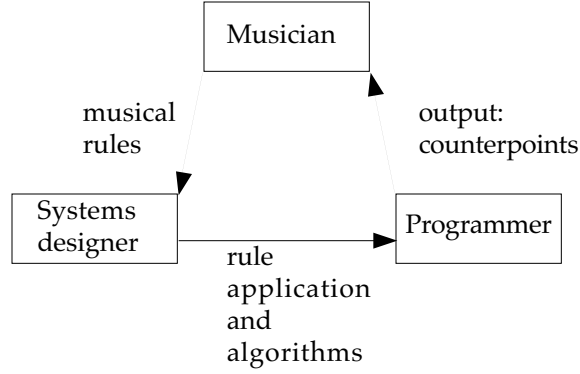 Musician
musical
rules
output:
counterpoints
Systems
designer
Programmer
rule
application
and
algorithms